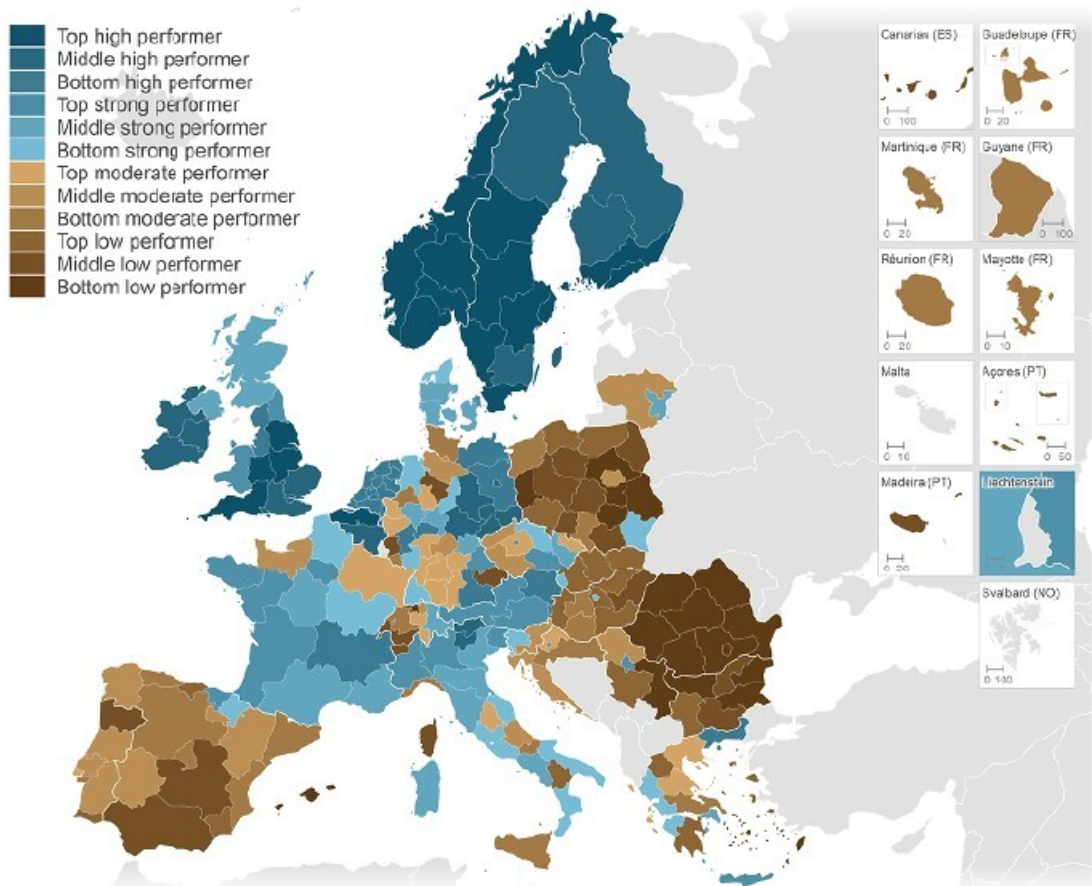 Top high performer
Middle high performer
Bottom high performer
Top strong performer
Middle strong performer
Bottom strong performer
Top moderate performer
Middle moderate performer
Bottom moderate performer
Top low performer
Middle low performer
Bottom low performer
Canarias (ES)
0 100
Guadeloupe (FR)
0 20
Martinique (FR)
0 20
Guyane (FR)
0 100
Réunion (FR)
0 20
Mayotte (FR)
0 10
Malta
0 10
Açores (PT)
0 50
Madeira (PT)
0 20
Liechtenstein
Svalbard (NO)
0 100